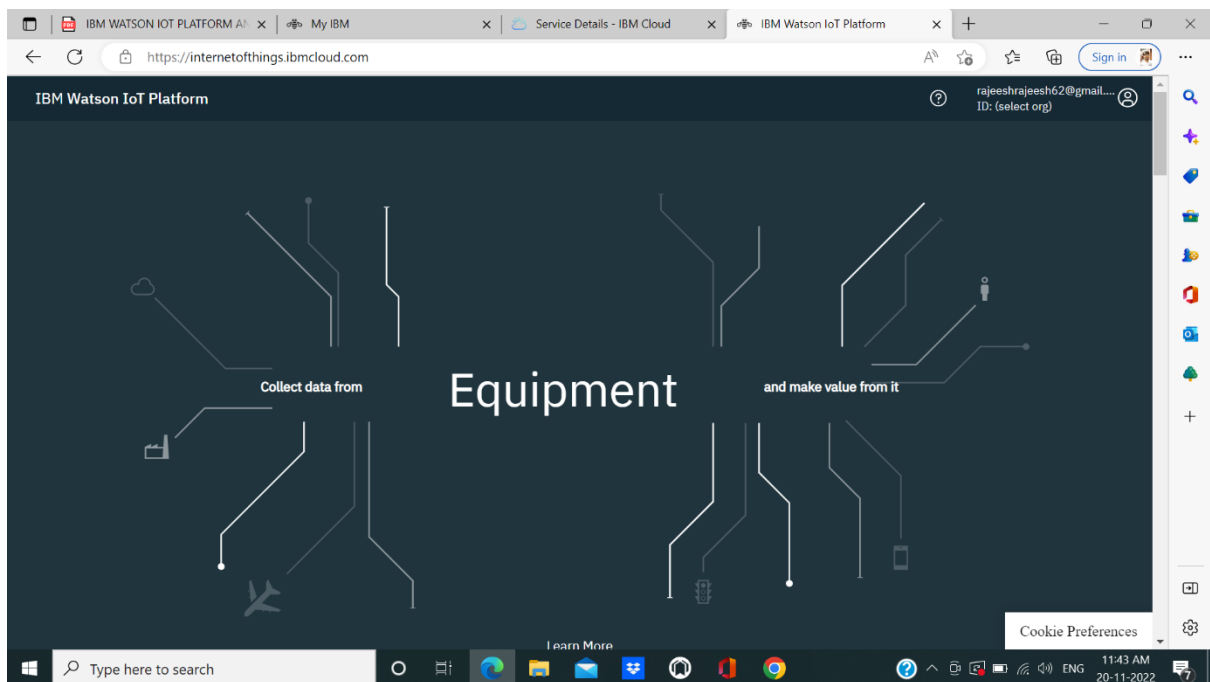 IBM WATSON IOT PLATFORM AN
My IBM
Service Details - IBM Cloud
IBM Watson IoT Platform
https://internetofthings.ibmcloud.com
Sign in
IBM Watson IoT Platform
rajeeshrajeesh62@gmail....
ID: (select org)
Collect data from
Equipment
and make value from it
Learn More
Cookie Preferences
Type here to search
ENG
11:43 AM
20-11-2022
7